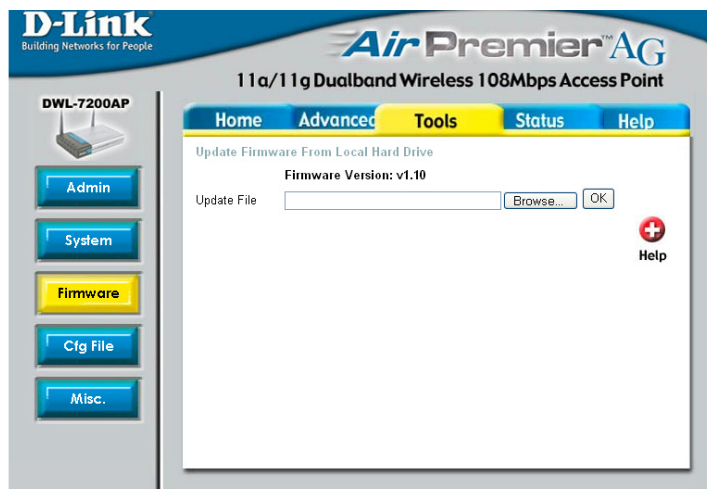 D-Link
Building Networks for People
Air Premier™ AG
11a/11g Dualband Wireless 108Mbps Access Point
DWL-7200AP
Home Advanced Tools Status Help
Update Firmware From Local Hard Drive
Firmware Version: v1.10
Update File Browse... OK
Help
Admin
System
Firmware
Cfg File
Misc.